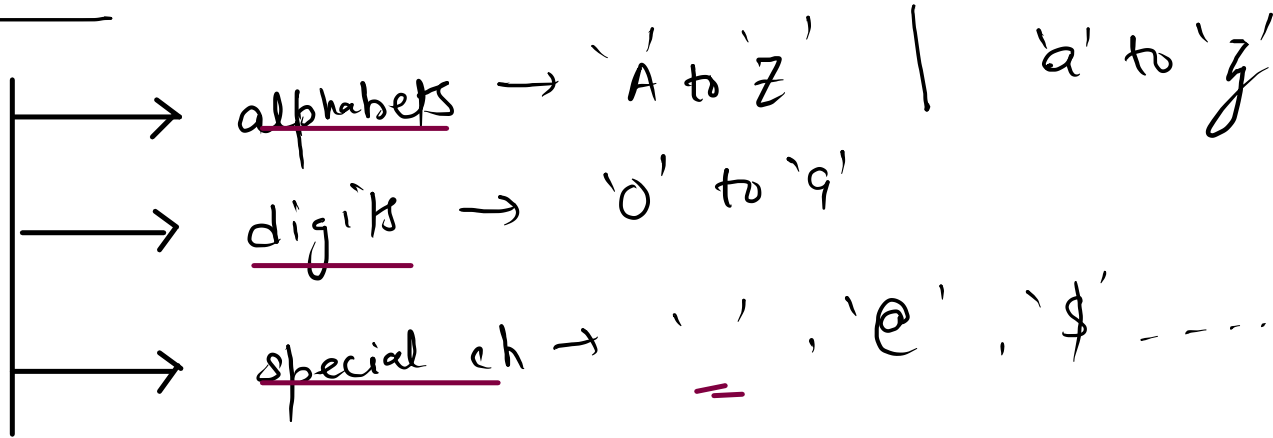 alphabets → 'A' to 'Z' | 'a' to 'z'
digits → '0' to '9'
special ch → ' ' , '@' , '$' - - - - -